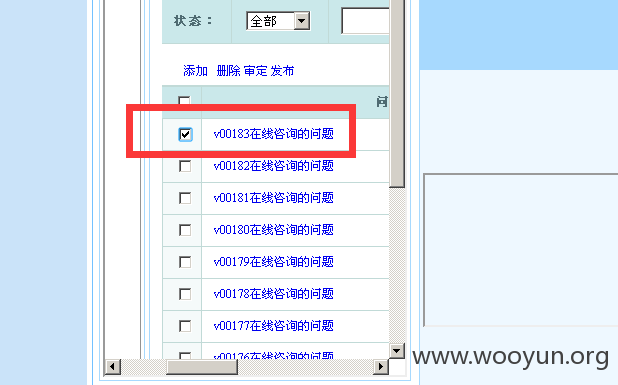 状态： 全部
添加 删除 审定 发布
问
v00183在线咨询的问题
v00182在线咨询的问题
v00181在线咨询的问题
v00180在线咨询的问题
v00179在线咨询的问题
v00178在线咨询的问题
v00177在线咨询的问题
v00176在线咨询的问题
www.wooyun.org